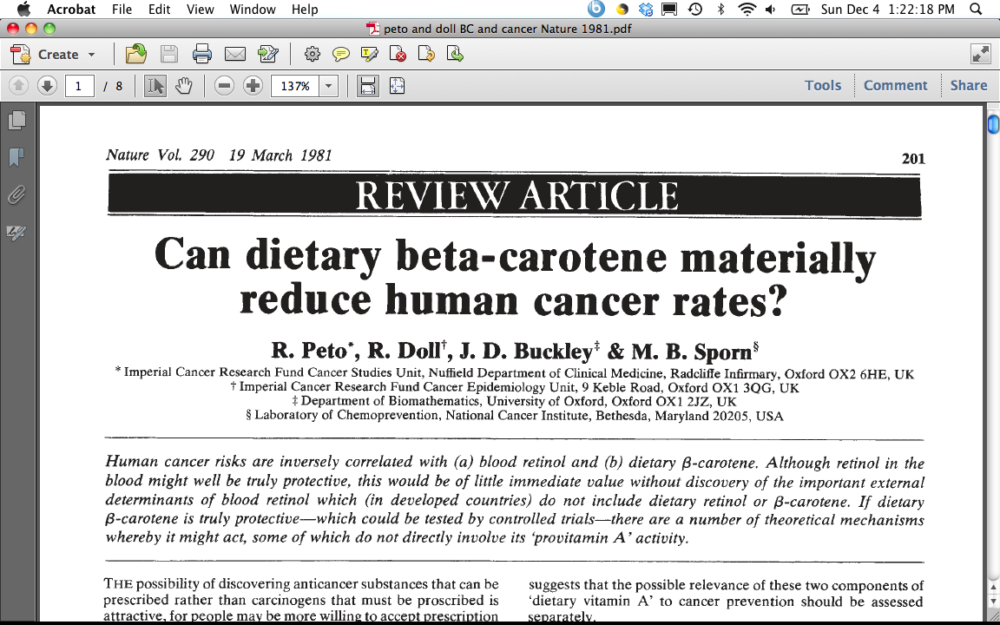 Acrobat File Edit View Window Help Sun Dec 4 1:22:18 PM
peto and doll BC and cancer Nature 1981.pdf
Create
1 / 8 137% Tools Comment Share
Nature Vol. 290 19 March 1981 201
REVIEW ARTICLE
Can dietary beta-carotene materially
reduce human cancer rates?
R. Peto*, R. Doll†, J. D. Buckley‡ & M. B. Sporn§
* Imperial Cancer Research Fund Cancer Studies Unit, Nuffield Department of Clinical Medicine, Radcliffe Infirmary, Oxford OX2 6HE, UK
† Imperial Cancer Research Fund Cancer Epidemiology Unit, 9 Keble Road, Oxford OX1 3QG, UK
‡ Department of Biomathematics, University of Oxford, Oxford OX1 2JZ, UK
§ Laboratory of Chemoprevention, National Cancer Institute, Bethesda, Maryland 20205, USA
Human cancer risks are inversely correlated with (a) blood retinol and (b) dietary β-carotene. Although retinol in the
blood might well be truly protective, this would be of little immediate value without discovery of the important external
determinants of blood retinol which (in developed countries) do not include dietary retinol or β-carotene. If dietary
β-carotene is truly protective—which could be tested by controlled trials—there are a number of theoretical mechanisms
whereby it might act, some of which do not directly involve its 'provitamin A' activity.
THE possibility of discovering anticancer substances that can be
prescribed rather than carcinogens that must be proscribed is
attractive, for people may be more willing to accept prescription
suggests that the possible relevance of these two components of
'dietary vitamin A' to cancer prevention should be assessed
separately.